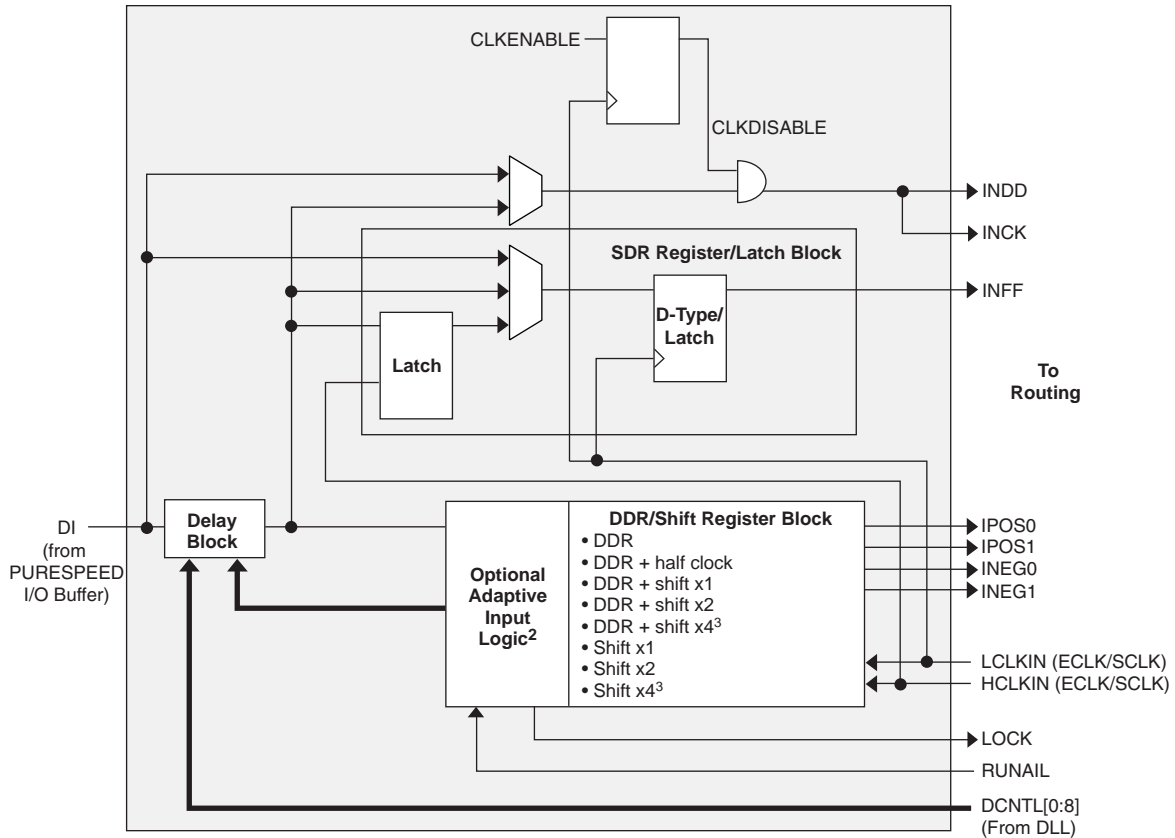 CLKENABLE
CLKDISABLE
INDD
INCK
SDR Register/Latch Block
INFF
D-Type/
Latch
Latch
To
Routing
DI
(from
PURESPEED
I/O Buffer)
Delay
Block
Optional
Adaptive
Input
Logic²
DDR/Shift Register Block
• DDR
• DDR + half clock
• DDR + shift x1
• DDR + shift x2
• DDR + shift x4³
• Shift x1
• Shift x2
• Shift x4³
IPOS0
IPOS1
INEG0
INEG1
LCLKIN (ECLK/SCLK)
HCLKIN (ECLK/SCLK)
LOCK
RUNAIL
DCNTL[0:8]
(From DLL)